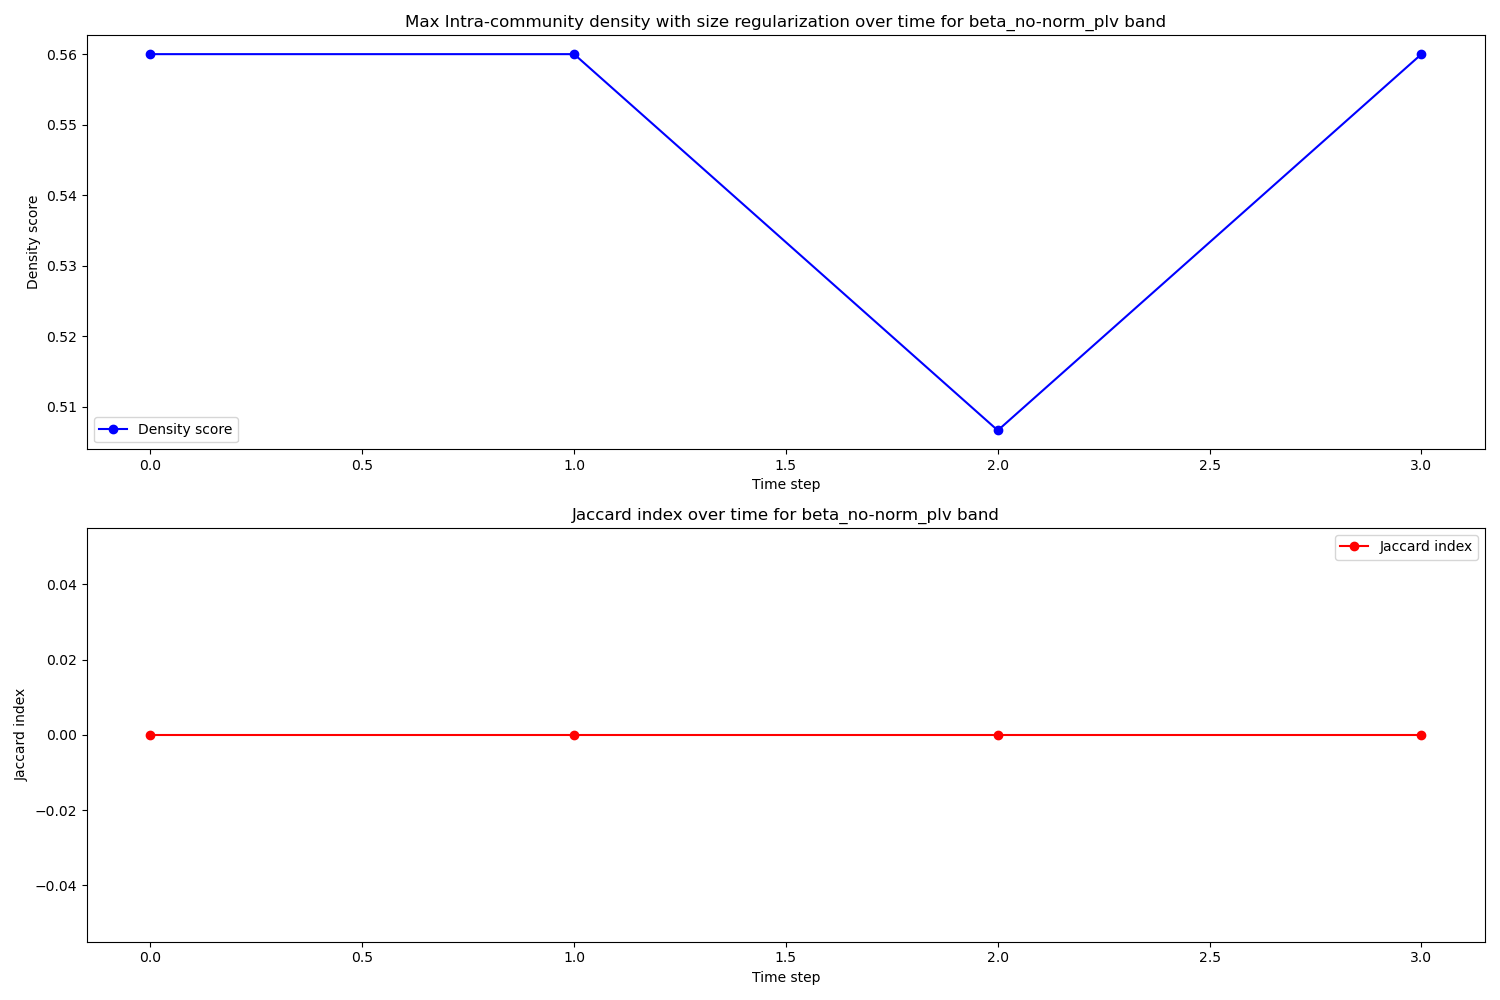 Max Intra-community density with size regularization over time for beta_no-norm_plv band
0.56
0.55
0.54
0.53
0.52
0.51
Density score
Density score
0.0 0.5 1.0 1.5 2.0 2.5 3.0
Time step
Jaccard index over time for beta_no-norm_plv band
Jaccard index
0.04
0.02
0.00
−0.02
−0.04
Jaccard index
0.0 0.5 1.0 1.5 2.0 2.5 3.0
Time step